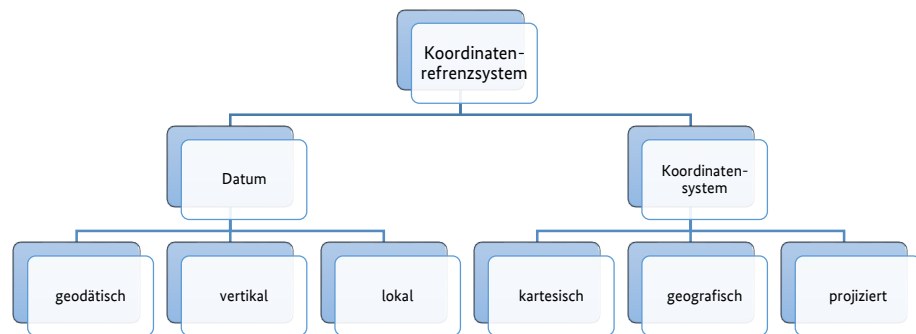 Koordinaten-
refrenzsystem
Datum
Koordinaten-
system
geodätisch
vertikal
lokal
kartesisch
geografisch
projiziert